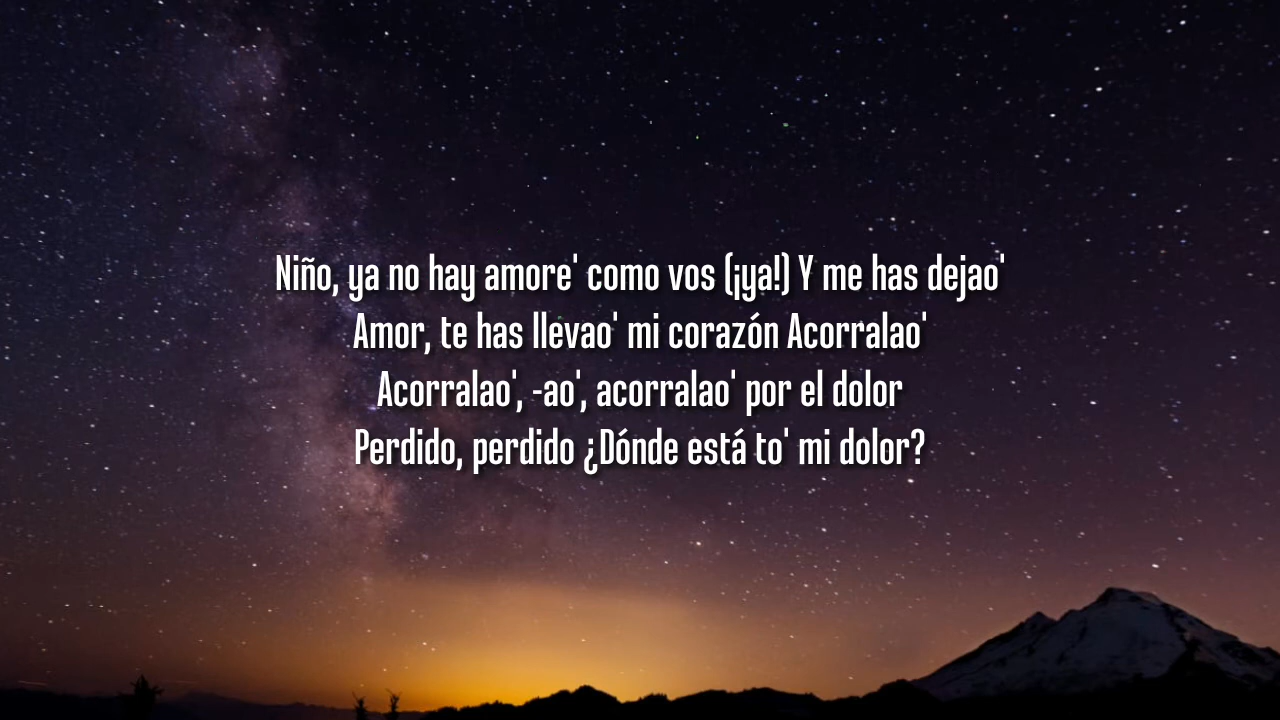 Niño, ya no hay amore' como vos (¡ya!) Y me has dejao'
Amor, te has llevao' mi corazón Acorralao'
Acorralao', -ao', acorralao' por el dolor
Perdido, perdido ¿Dónde está to' mi dolor?